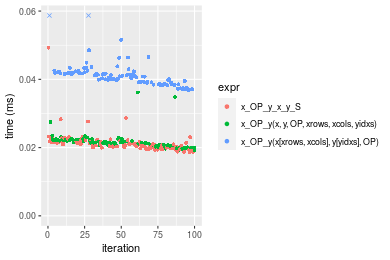 0.06
0.04
0.02
0.00
time (ms)
0
25
50
75
100
iteration
expr
x_OP_y_x_y_S
x_OP_y(x, y, OP, xrows, xcols, yidxs)
x_OP_y(x[xrows, xcols], y[yidxs], OP)